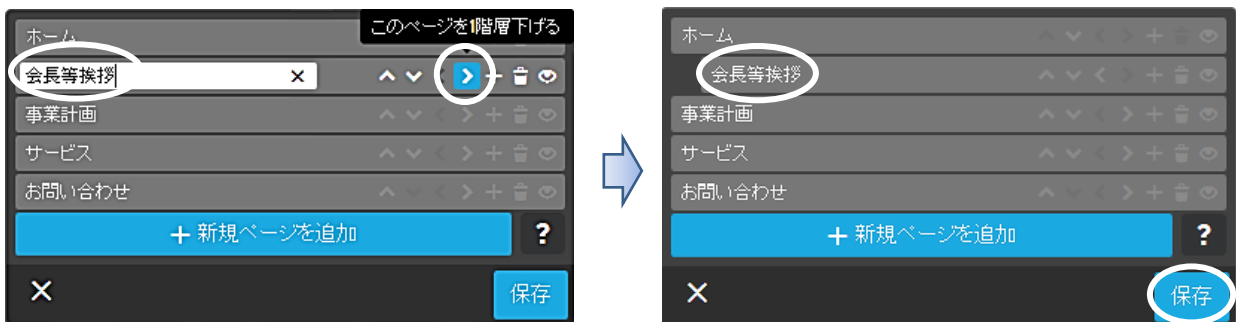 このページを1階層下げる
ホーム
会長等挨拶
事業計画
サービス
お問い合わせ
新規ページを追加
?
保存
ホーム
会長等挨拶
事業計画
サービス
お問い合わせ
新規ページを追加
?
保存